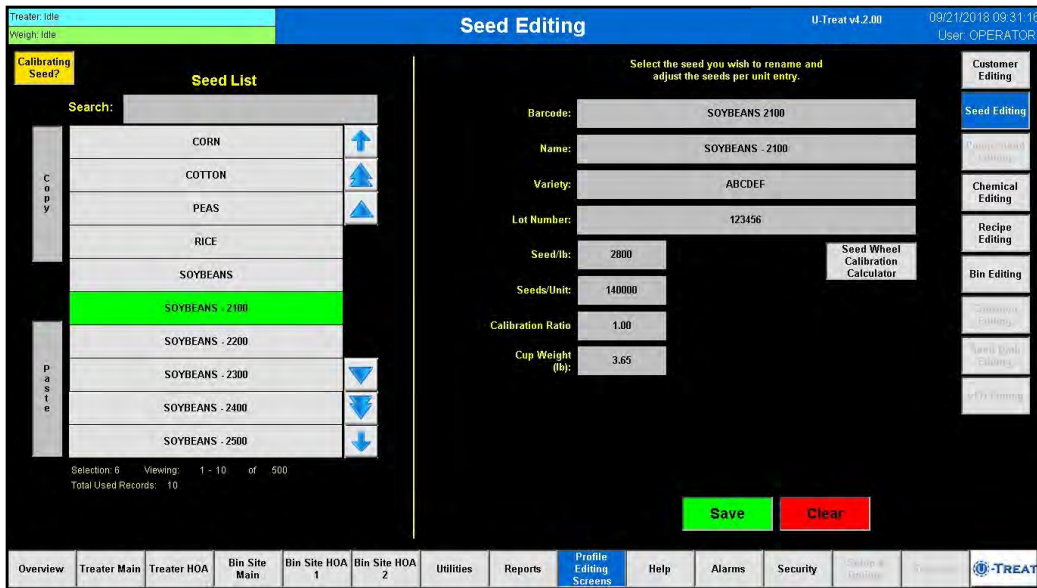 Treater: Idle
Weigh: Idle
Seed Editing
U-Treat v4.2.00
09/21/2018 09:31:16
User: OPERATOR
Calibrating
Seed?
Seed List
Search:
Copy
Paste
CORN
COTTON
PEAS
RICE
SOYBEANS
SOYBEANS - 2100
SOYBEANS - 2200
SOYBEANS - 2300
SOYBEANS - 2400
SOYBEANS - 2500
Selection: 6 Viewing: 1 - 10 of 500
Total Used Records: 10
Select the seed you wish to rename and
adjust the seeds per unit entry.
Barcode: SOYBEANS 2100
Name: SOYBEANS - 2100
Variety: ABCDEF
Lot Number: 123456
Seed/lb: 2800
Seeds/Unit: 140000
Calibration Ratio 1.00
Cup Weight
(lb): 3.65
Seed Wheel
Calibration
Calculator
Save
Clear
Customer
Editing
Seed Editing
Editing
Chemical
Editing
Recipe
Editing
Bin Editing
Editing
Editing
Editing
Overview
Treater Main
Treater HOA
Bin Site
Main
Bin Site HOA
1
Bin Site HOA
2
Utilities
Reports
Profile
Editing
Screens
Help
Alarms
Security
U-TREAT